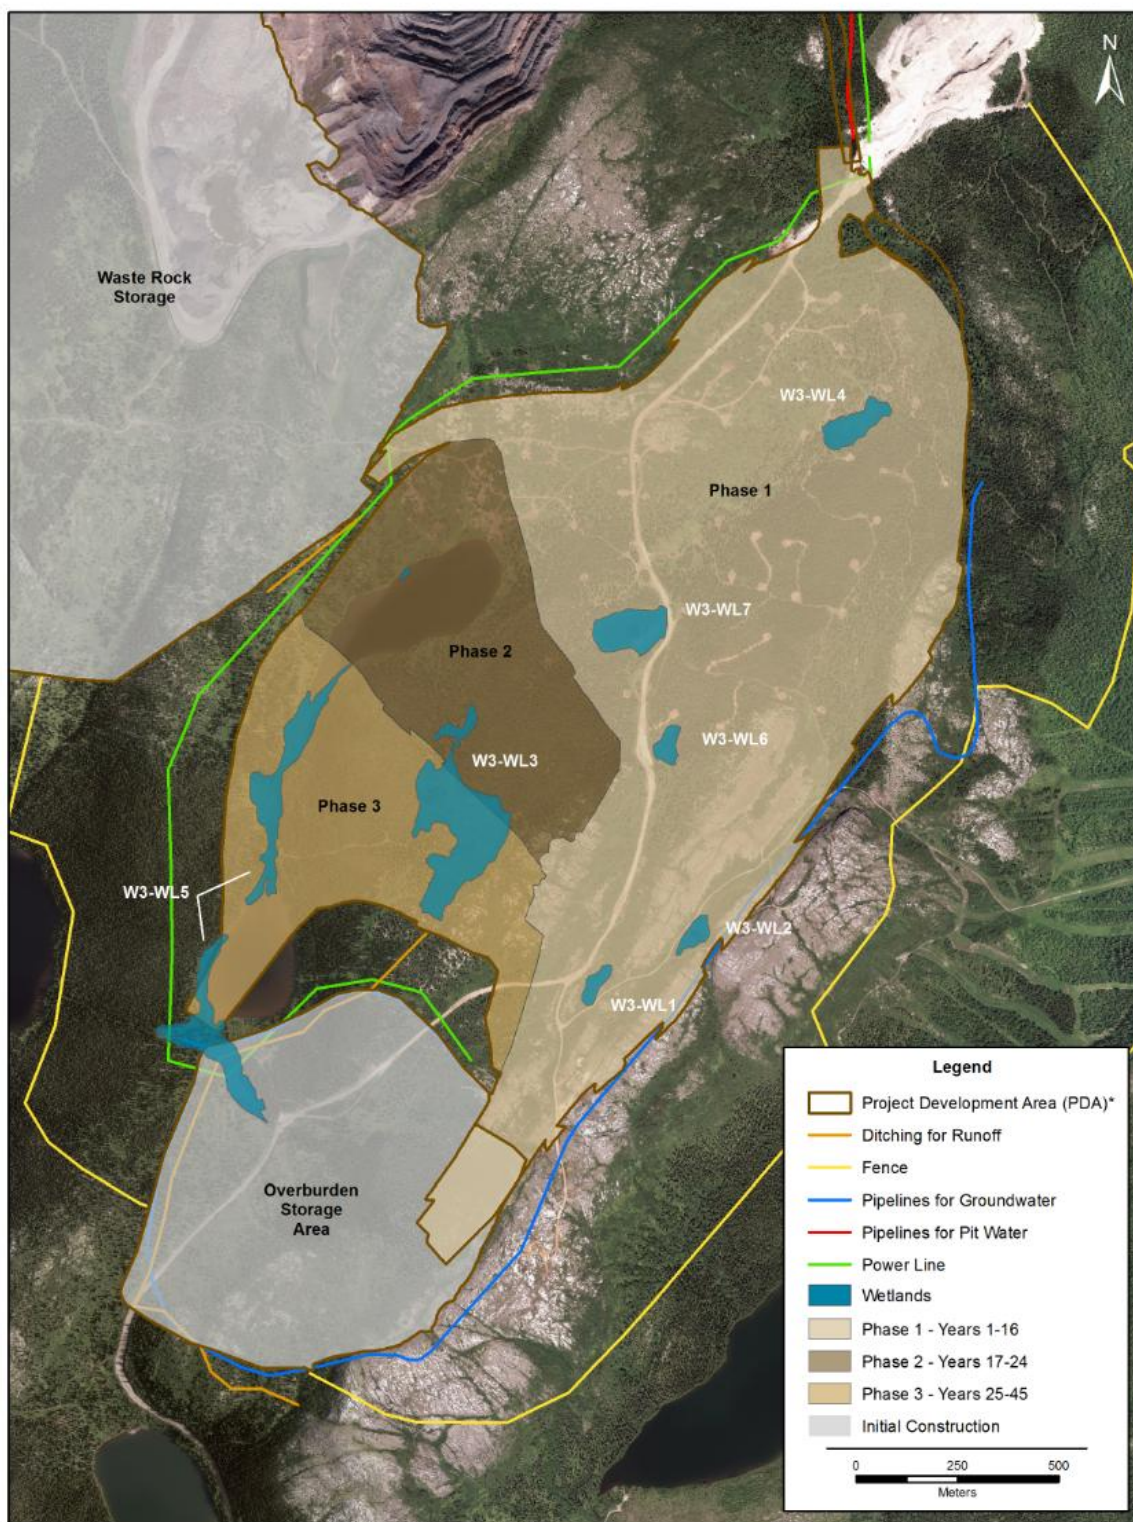 N
Waste Rock
Storage
W3-WL4
Phase 1
W3-WL7
Phase 2
W3-WL6
W3-WL3
Phase 3
W3-WL5
W3-WL2
W3-WL1
Overburden
Storage
Area
Legend
Project Development Area (PDA)*
Ditching for Runoff
Fence
Pipelines for Groundwater
Pipelines for Pit Water
Power Line
Wetlands
Phase 1 - Years 1-16
Phase 2 - Years 17-24
Phase 3 - Years 25-45
Initial Construction
0 250 500
Meters